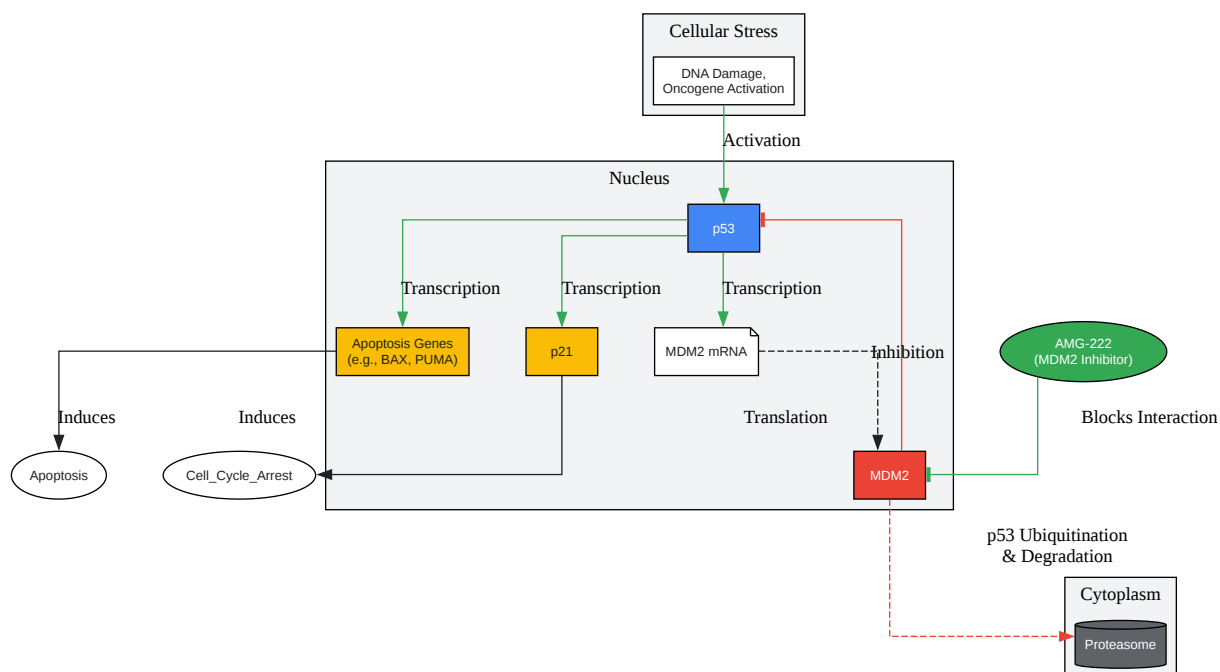 Cellular Stress
DNA Damage,
Oncogene Activation
Activation
Nucleus
p53
Transcription
Transcription
Transcription
Apoptosis Genes
(e.g., BAX, PUMA)
p21
MDM2 mRNA
Inhibition
AMG-222
(MDM2 Inhibitor)
Induces
Induces
Translation
Blocks Interaction
Apoptosis
Cell_Cycle_Arrest
MDM2
p53 Ubiquitination
& Degradation
Cytoplasm
Proteasome